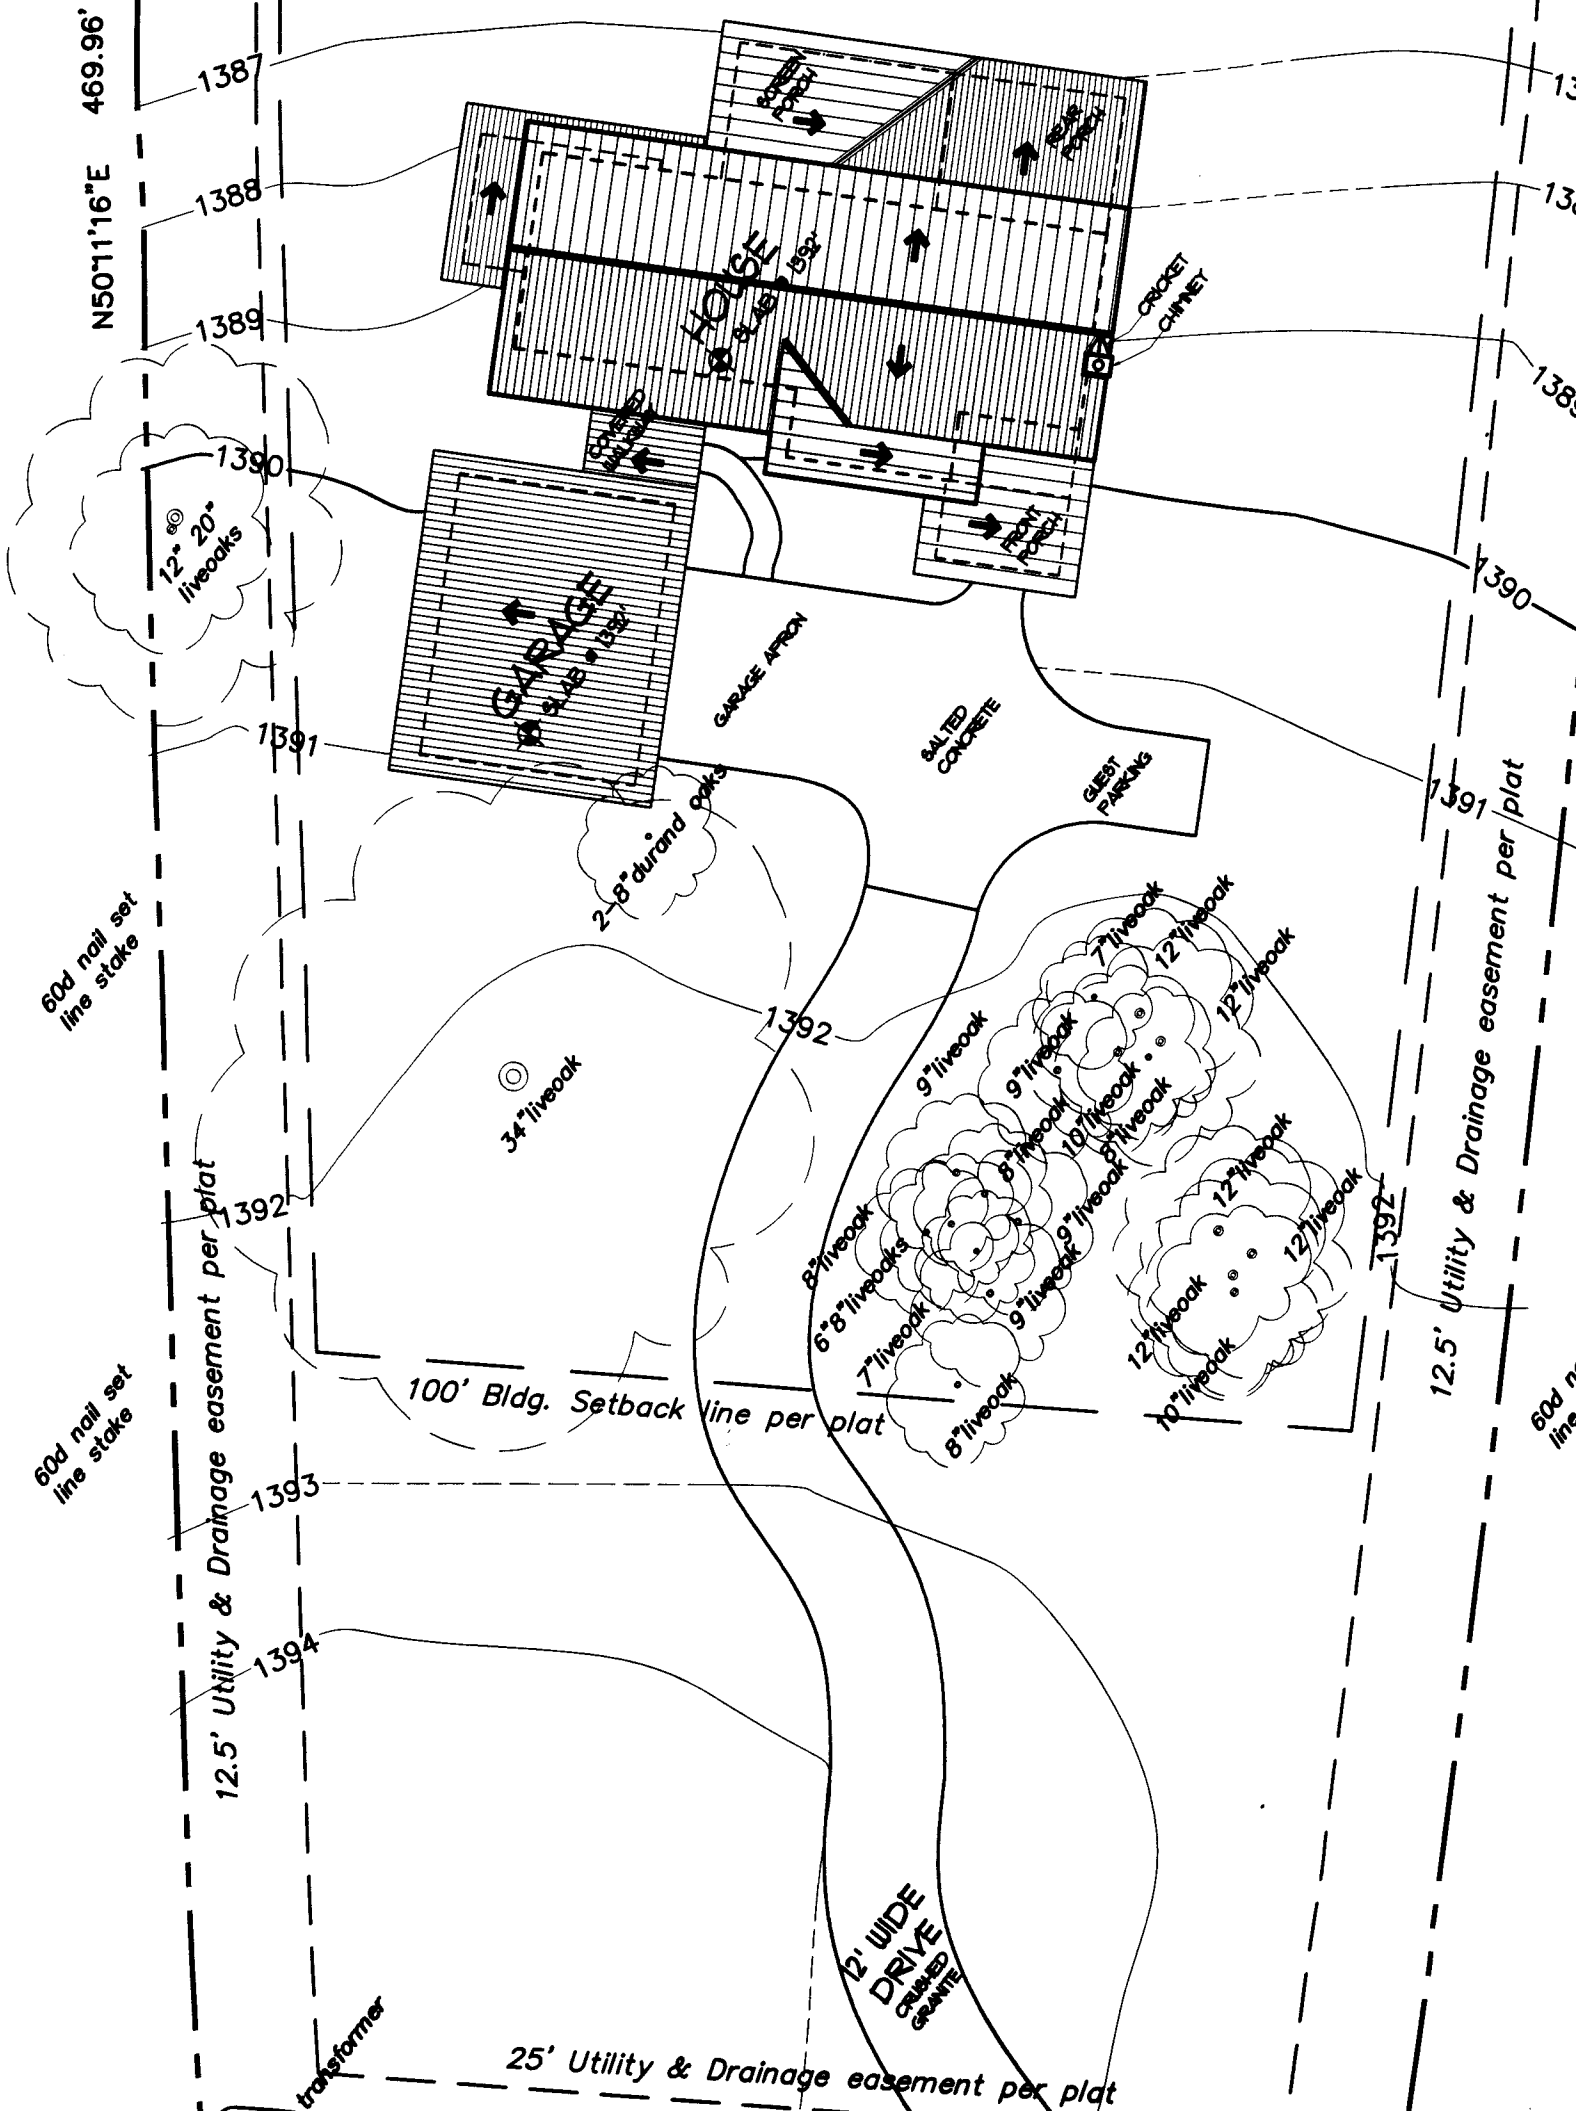 N50°11'16"E 469.96'
1387
1388
1389
1390
1391
1392
1393
1394
SCREEN
PORCH
REAR
PORCH
HOUSE
SLAB @ 1392'
CRICKET
CHIMNEY
1389
COVERED
WALKWAY
FRONT
PORCH
1390
12" 20"
liveoaks
GARAGE
SLAB @ 1392'
GARAGE APRON
SALTED
CONCRETE
GUEST
PARKING
1391
2-8"durand oaks
60d nail set
line stake
12.5' Utility & Drainage easement per plat
7"liveoak
12"liveoak
12"liveoak
1392
9"liveoak
9"liveoak
34"liveoak
10"liveoak
8"liveoak
8"liveoak
9"liveoak
12"liveoak
12"liveoak
1392
8"liveoak
6"8"liveoaks
9"liveoak
7"liveoak
12"liveoak
10"liveoak
8"liveoak
100' Bldg. Setback line per plat
60d nail set
line stake
12.5' Utility & Drainage easement per plat
12' WIDE
DRIVE
CRUSHED
GRANITE
transformer
25' Utility & Drainage easement per plat